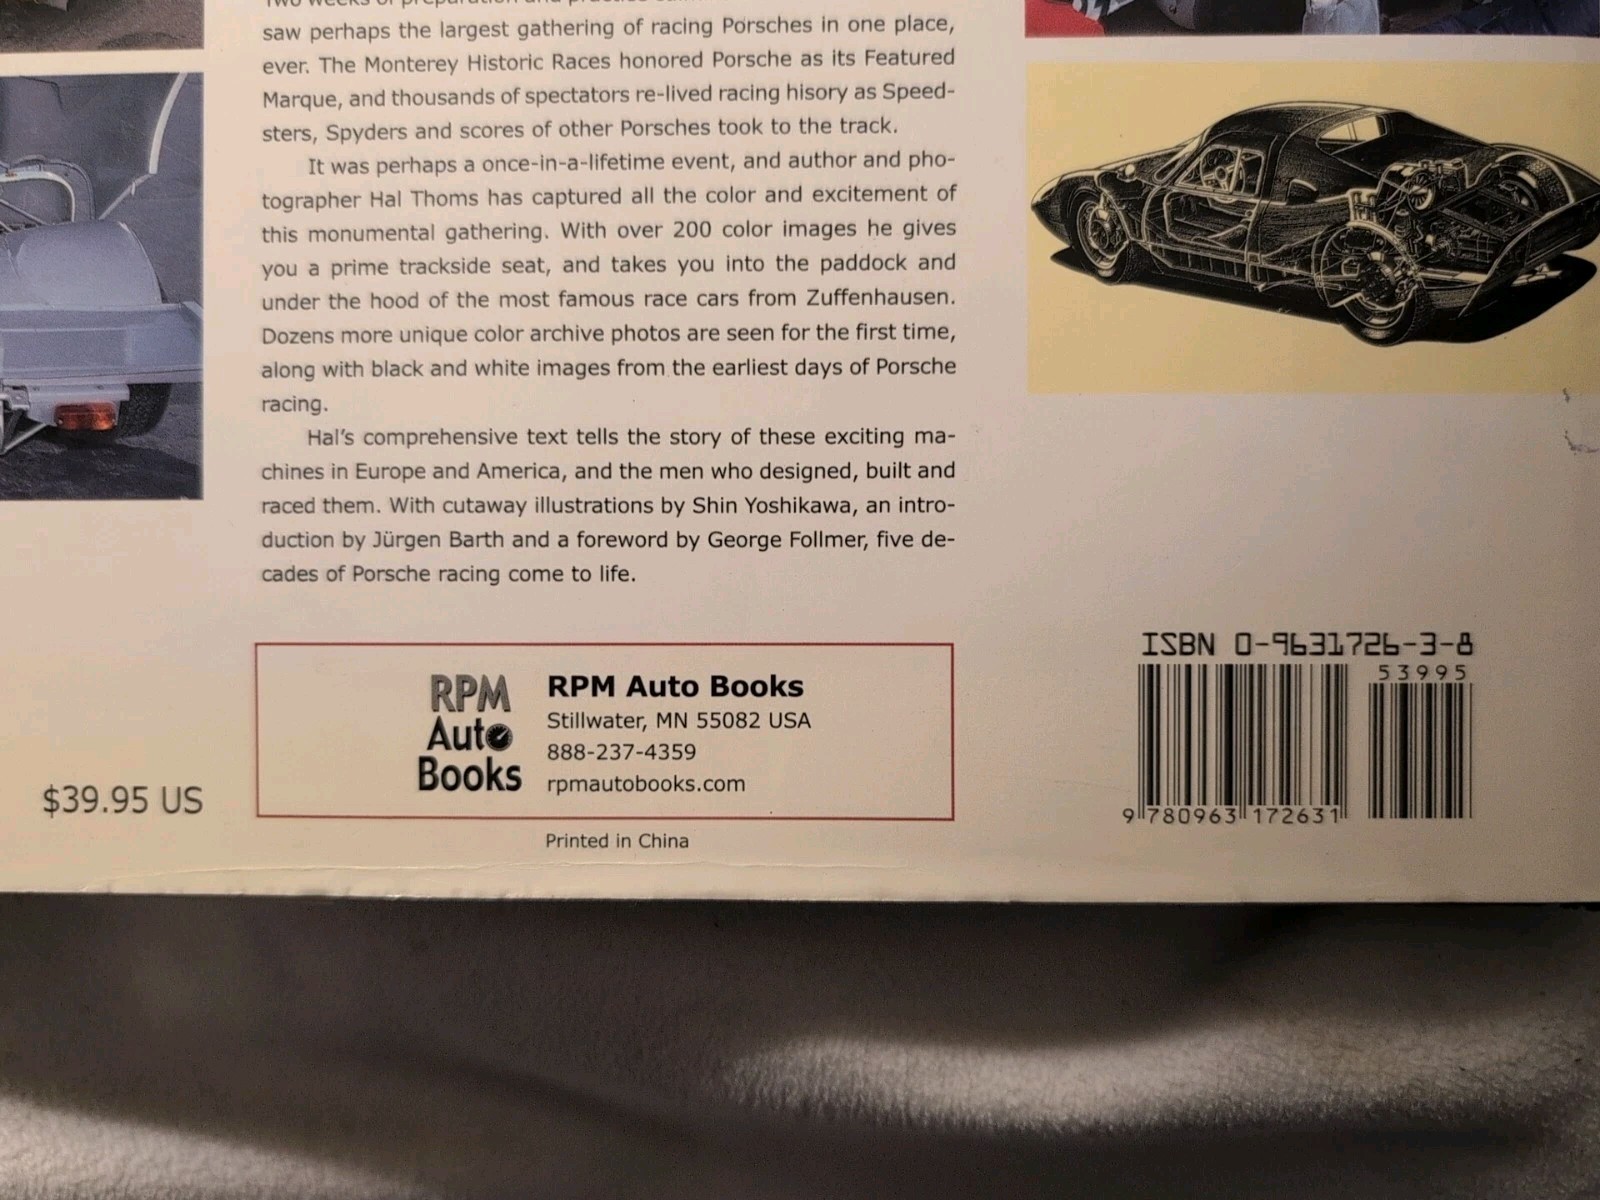 Two weeks of preparation and
saw perhaps the largest gathering of racing Porsches in one place,
ever. The Monterey Historic Races honored Porsche as its Featured
Marque, and thousands of spectators re-lived racing hisory as Speed-
sters, Spyders and scores of other Porsches took to the track.
It was perhaps a once-in-a-lifetime event, and author and pho-
tographer Hal Thoms has captured all the color and excitement of
this monumental gathering. With over 200 color images he gives
you a prime trackside seat, and takes you into the paddock and
under the hood of the most famous race cars from Zuffenhausen.
Dozens more unique color archive photos are seen for the first time,
along with black and white images from the earliest days of Porsche
racing.
Hal's comprehensive text tells the story of these exciting ma-
chines in Europe and America, and the men who designed, built and
raced them. With cutaway illustrations by Shin Yoshikawa, an intro-
duction by Jürgen Barth and a foreword by George Follmer, five de-
cades of Porsche racing come to life.
$39.95 US
RPM
Auto
Books
RPM Auto Books
Stillwater, MN 55082 USA
888-237-4359
rpmautobooks.com
Printed in China
ISBN 0-9631726-3-8
53995
9 780963 172631